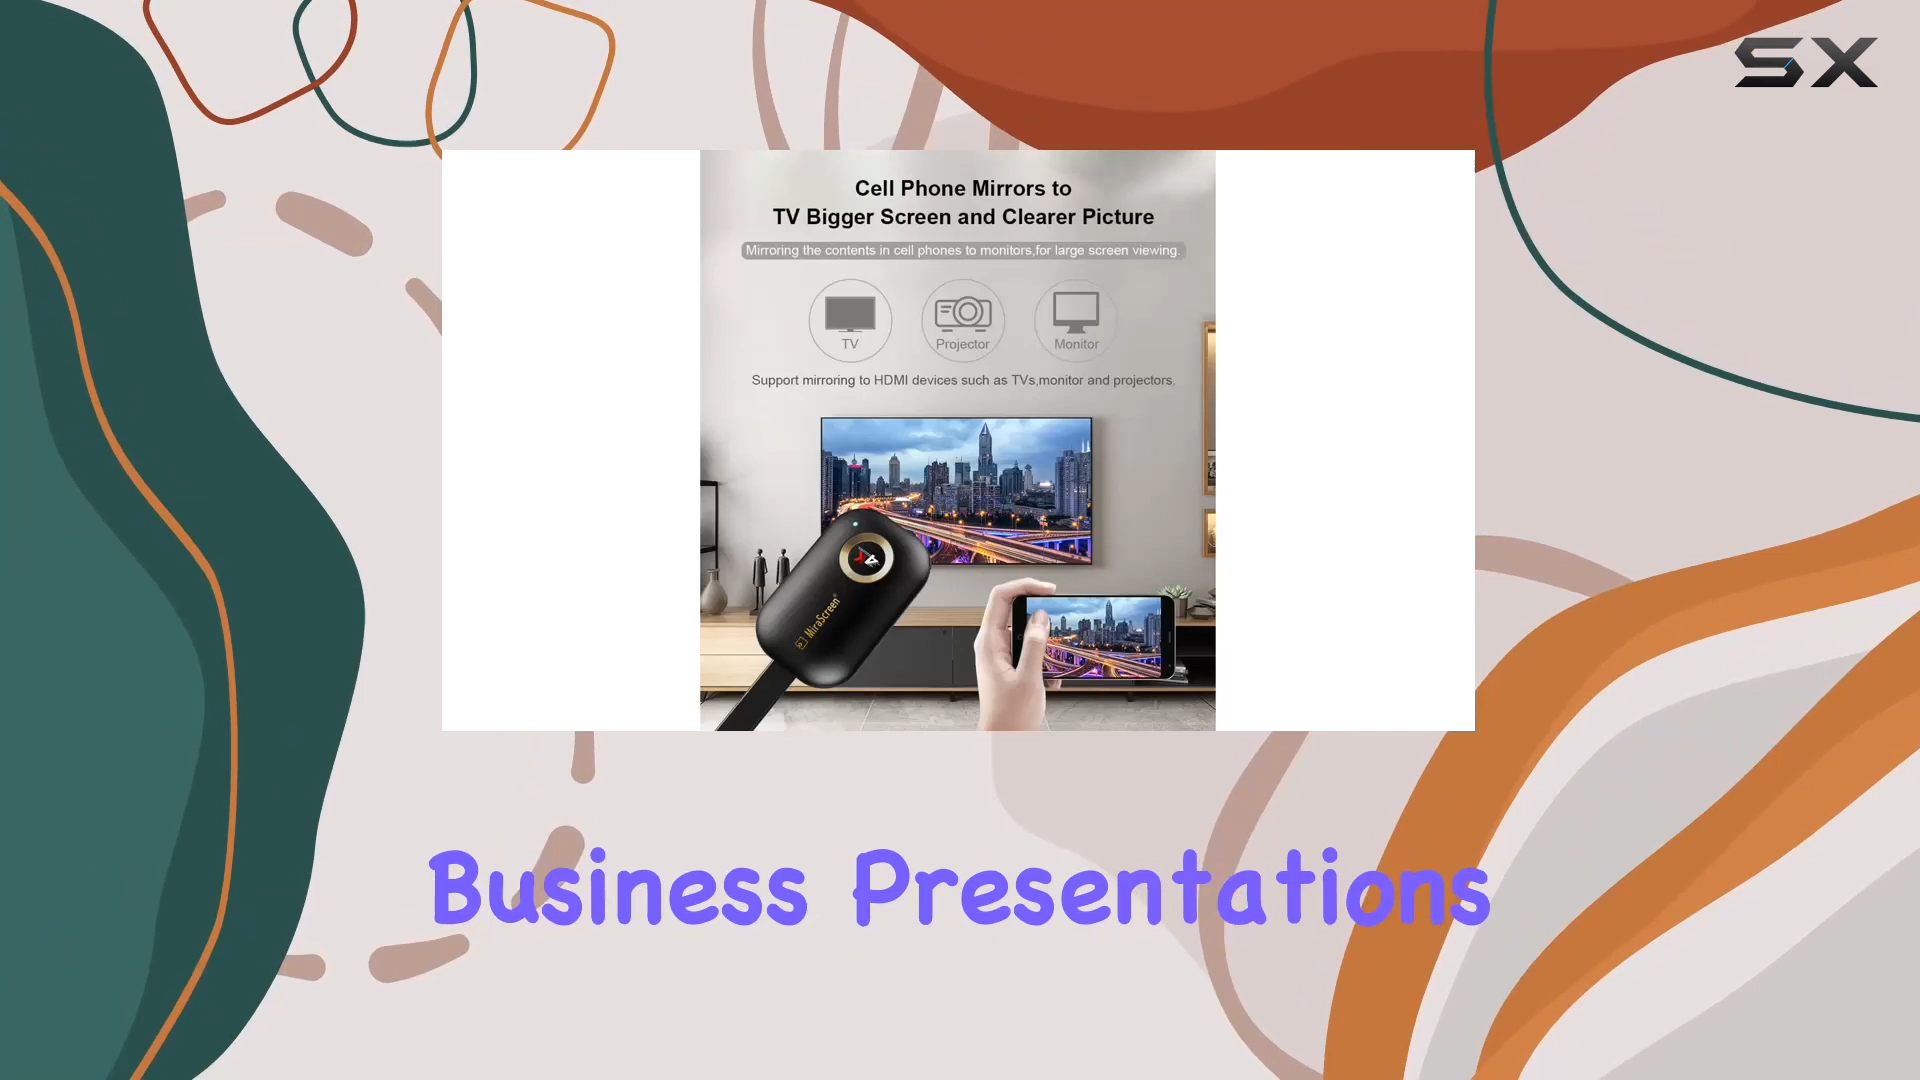 SX
Cell Phone Mirrors to
TV Bigger Screen and Clearer Picture
Mirroring the contents in cell phones to monitors,for large screen viewing.
TV Projector Monitor
Support mirroring to HDMI devices such as TVs,monitor and projectors.
4K
MiraScreen®
Business Presentations